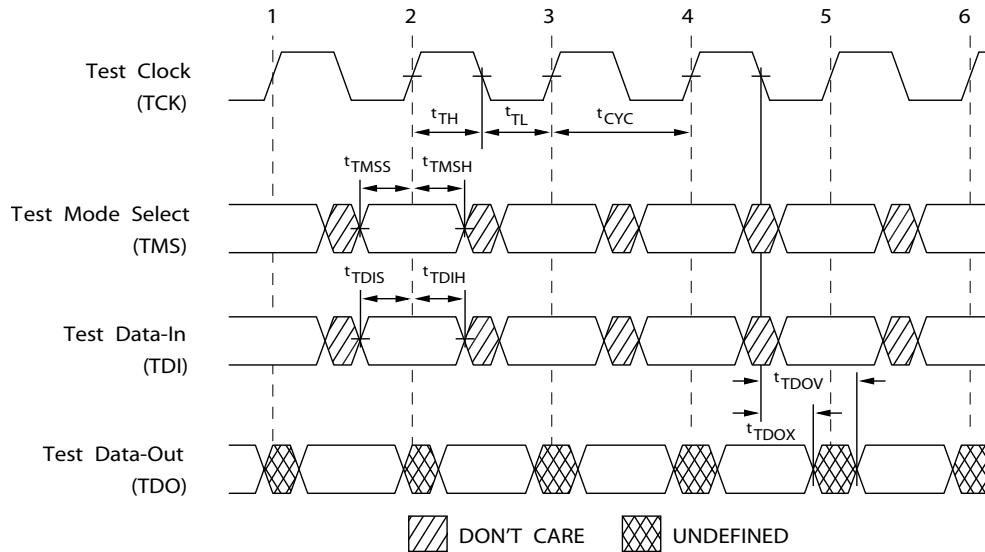 1 2 3 4 5 6
Test Clock
(TCK)
tTH tTL tCYC
tTMSS tTMSH
Test Mode Select
(TMS)
tTDIS tTDIH
Test Data-In
(TDI)
tTDOV
tTDOX
Test Data-Out
(TDO)
DON'T CARE UNDEFINED